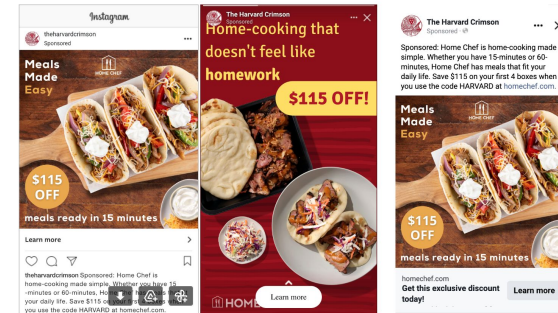 Instagram
theharvardcrimson
Sponsored
Meals
Made
Easy
HOME CHEF
$115
OFF
meals ready in 15 minutes
Learn more
theharvardcrimson Sponsored: Home Chef is
home-cooking made simple. Whether you have 15
-minutes or 60-minutes, Home Chef has meals that fit
your daily life. Save $115 on your first 4 boxes when
you use the code HARVARD at homechef.com.
The Harvard Crimson
Sponsored
Home-cooking that
doesn't feel like
homework
$115 OFF!
HOME
Learn more
The Harvard Crimson
Sponsored ·
Sponsored: Home Chef is home-cooking made
simple. Whether you have 15-minutes or 60-
minutes, Home Chef has meals that fit your
daily life. Save $115 on your first 4 boxes when
you use the code HARVARD at homechef.com.
Meals
Made
Easy
HOME CHEF
$115
OFF
meals ready in 15 minutes
homechef.com
Get this exclusive discount
today!
Learn more